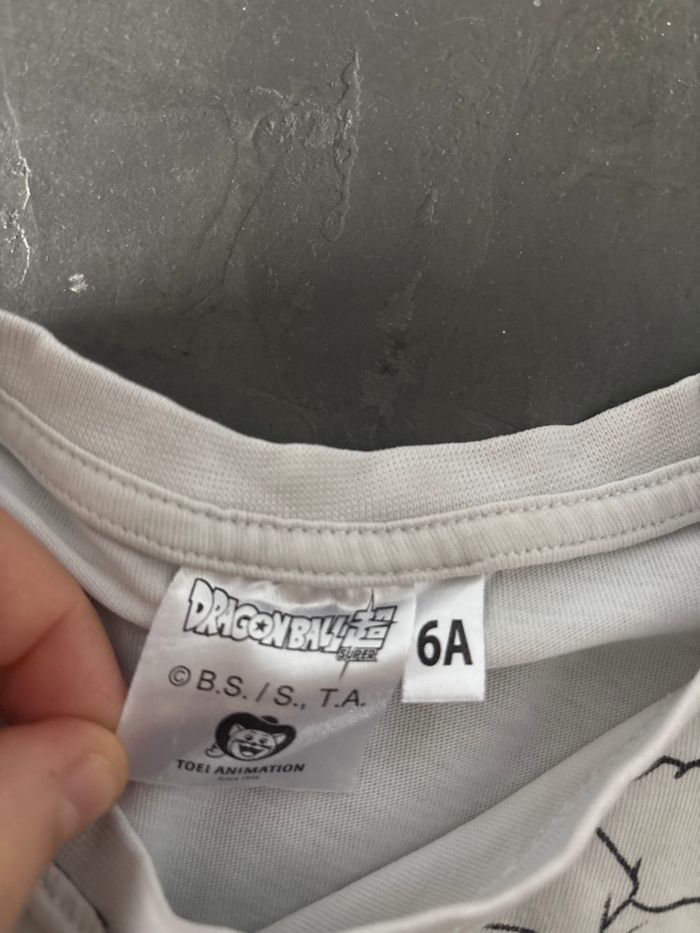 DRAGONBALL超
SUPER
6A
© B.S. / S., T.A.
TOEI ANIMATION